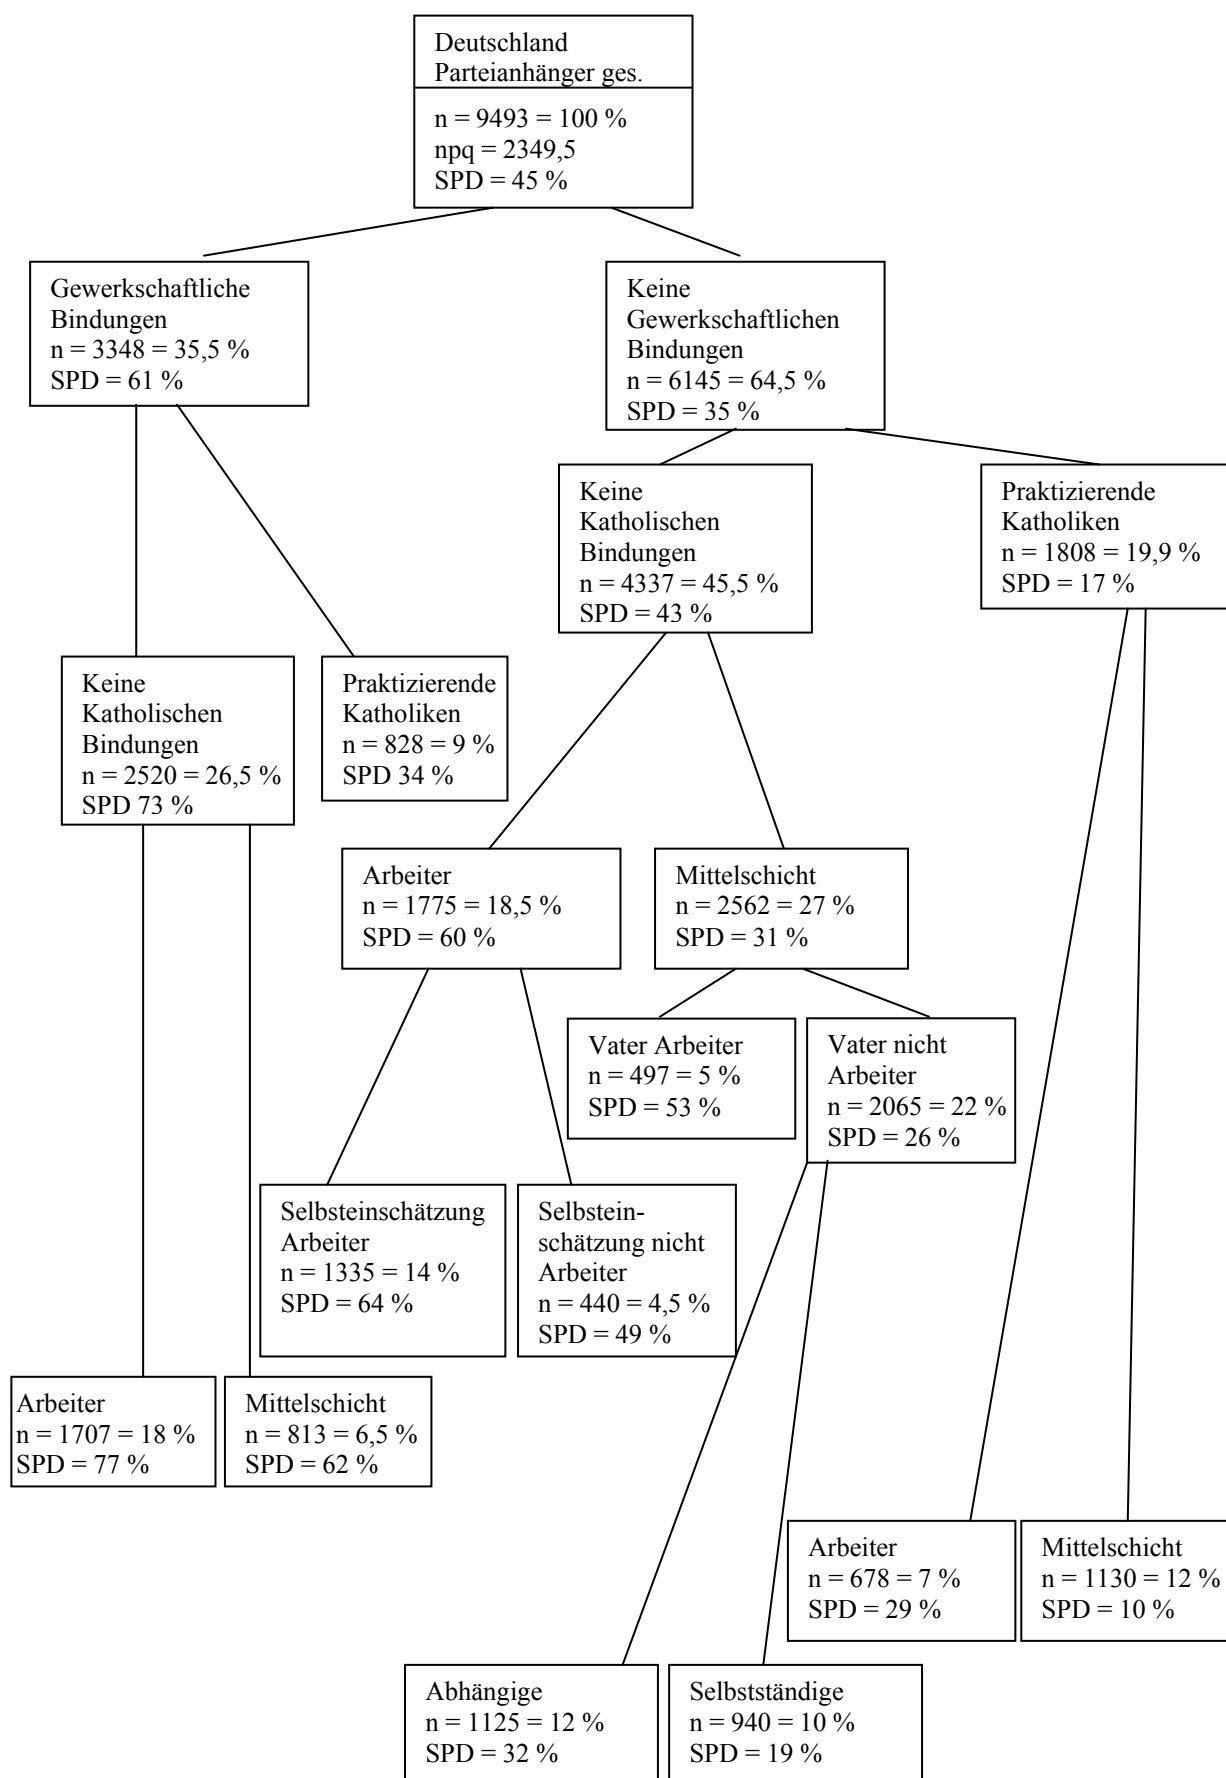 Deutschland
Parteianhänger ges.
n = 9493 = 100 %
npq = 2349,5
SPD = 45 %
Gewerkschaftliche
Bindungen
n = 3348 = 35,5 %
SPD = 61 %
Keine
Gewerkschaftlichen
Bindungen
n = 6145 = 64,5 %
SPD = 35 %
Keine
Katholischen
Bindungen
n = 4337 = 45,5 %
SPD = 43 %
Praktizierende
Katholiken
n = 1808 = 19,9 %
SPD = 17 %
Keine
Katholischen
Bindungen
n = 2520 = 26,5 %
SPD 73 %
Praktizierende
Katholiken
n = 828 = 9 %
SPD 34 %
Arbeiter
n = 1775 = 18,5 %
SPD = 60 %
Mittelschicht
n = 2562 = 27 %
SPD = 31 %
Vater Arbeiter
n = 497 = 5 %
SPD = 53 %
Vater nicht
Arbeiter
n = 2065 = 22 %
SPD = 26 %
Selbsteinschätzung
Arbeiter
n = 1335 = 14 %
SPD = 64 %
Selbstein-
schätzung nicht
Arbeiter
n = 440 = 4,5 %
SPD = 49 %
Arbeiter
n = 1707 = 18 %
SPD = 77 %
Mittelschicht
n = 813 = 6,5 %
SPD = 62 %
Arbeiter
n = 678 = 7 %
SPD = 29 %
Mittelschicht
n = 1130 = 12 %
SPD = 10 %
Abhängige
n = 1125 = 12 %
SPD = 32 %
Selbstständige
n = 940 = 10 %
SPD = 19 %